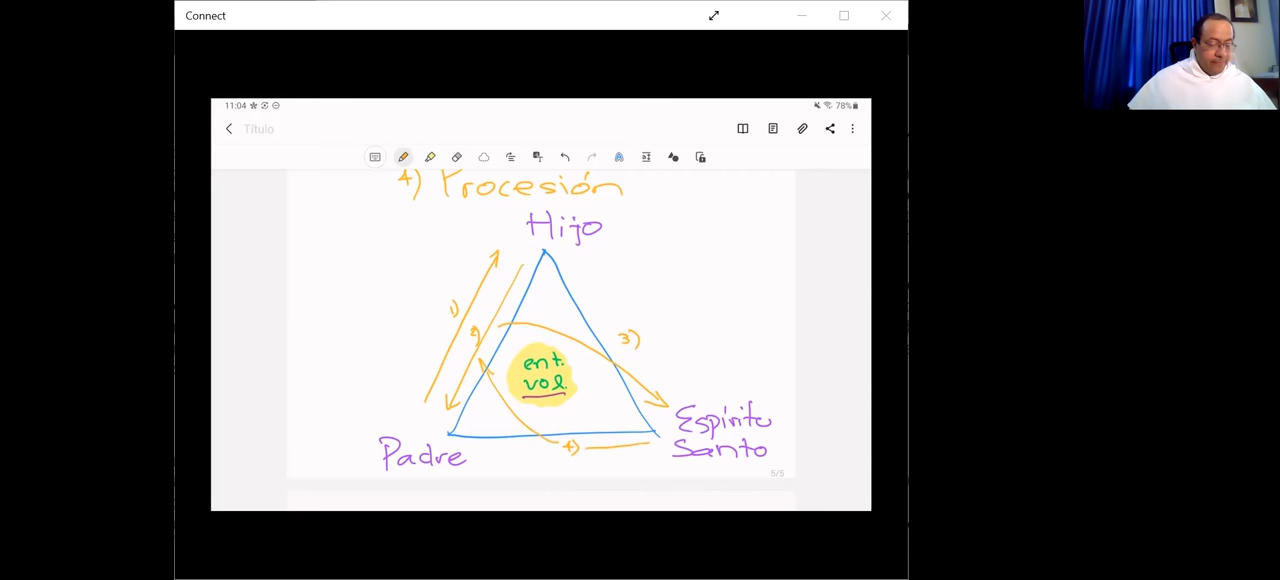 Connect
11:04
78%
Título
4) Procesión
Hijo
1)
2)
3)
ent.
vol.
Espíritu
Santo
4)
Padre
5/5